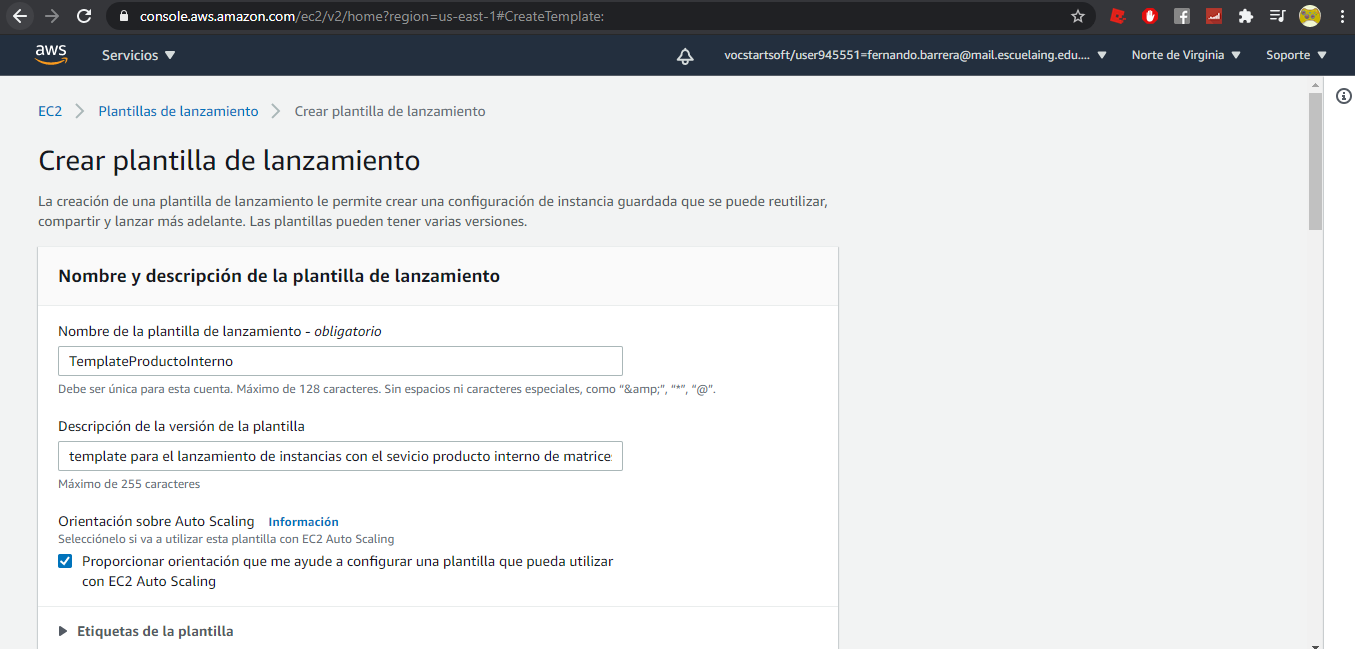 console.aws.amazon.com/ec2/v2/home?region=us-east-1#CreateTemplate:
aws Servicios vocstartsoft/user945551=fernando.barrera@mail.escuelaing.edu.... Norte de Virginia Soporte
EC2 Plantillas de lanzamiento Crear plantilla de lanzamiento
Crear plantilla de lanzamiento
La creación de una plantilla de lanzamiento le permite crear una configuración de instancia guardada que se puede reutilizar,
compartir y lanzar más adelante. Las plantillas pueden tener varias versiones.
Nombre y descripción de la plantilla de lanzamiento
Nombre de la plantilla de lanzamiento - obligatorio
TemplateProductoInterno
Debe ser única para esta cuenta. Máximo de 128 caracteres. Sin espacios ni caracteres especiales, como “&amp;”, “*”, “@”.
Descripción de la versión de la plantilla
template para el lanzamiento de instancias con el sevicio producto interno de matrice
Máximo de 255 caracteres
Orientación sobre Auto Scaling Información
Selecciónelo si va a utilizar esta plantilla con EC2 Auto Scaling
Proporcionar orientación que me ayude a configurar una plantilla que pueda utilizar
con EC2 Auto Scaling
Etiquetas de la plantilla